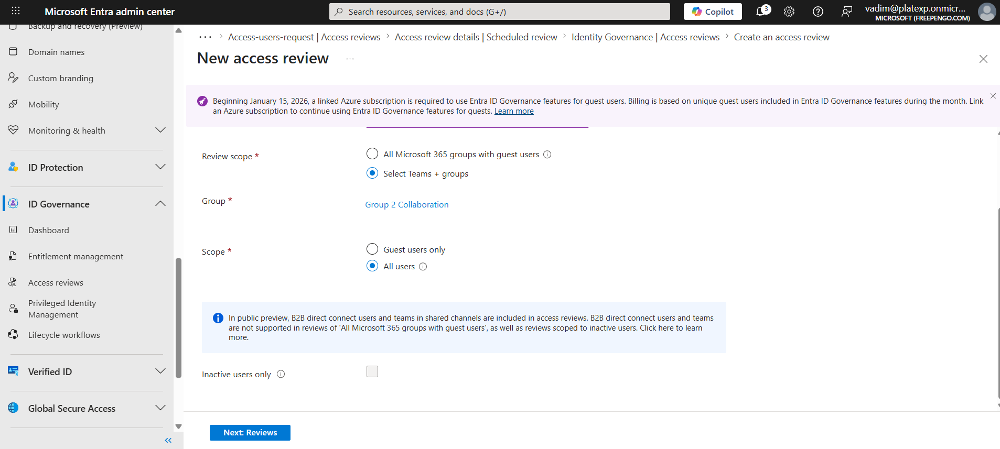 Microsoft Entra admin center
Search resources, services, and docs (G+/)
Copilot
3
vadim@platexp.onmicr...
MICROSOFT (FREEPENGO.COM)
Backup and recovery (Preview)
Domain names
Custom branding
Mobility
Monitoring & health
ID Protection
ID Governance
Dashboard
Entitlement management
Access reviews
Privileged Identity
Management
Lifecycle workflows
Verified ID
Global Secure Access
... > Access-users-request | Access reviews > Access review details | Scheduled review > Identity Governance | Access reviews > Create an access review
New access review ...
Beginning January 15, 2026, a linked Azure subscription is required to use Entra ID Governance features for guest users. Billing is based on unique guest users included in Entra ID Governance features during the month. Link
an Azure subscription to continue using Entra ID Governance features for guests. Learn more
Review scope *
All Microsoft 365 groups with guest users
Select Teams + groups
Group *
Group 2 Collaboration
Scope *
Guest users only
All users
In public preview, B2B direct connect users and teams in shared channels are included in access reviews. B2B direct connect users and teams
are not supported in reviews of 'All Microsoft 365 groups with guest users', as well as reviews scoped to inactive users. Click here to learn
more.
Inactive users only
Next: Reviews